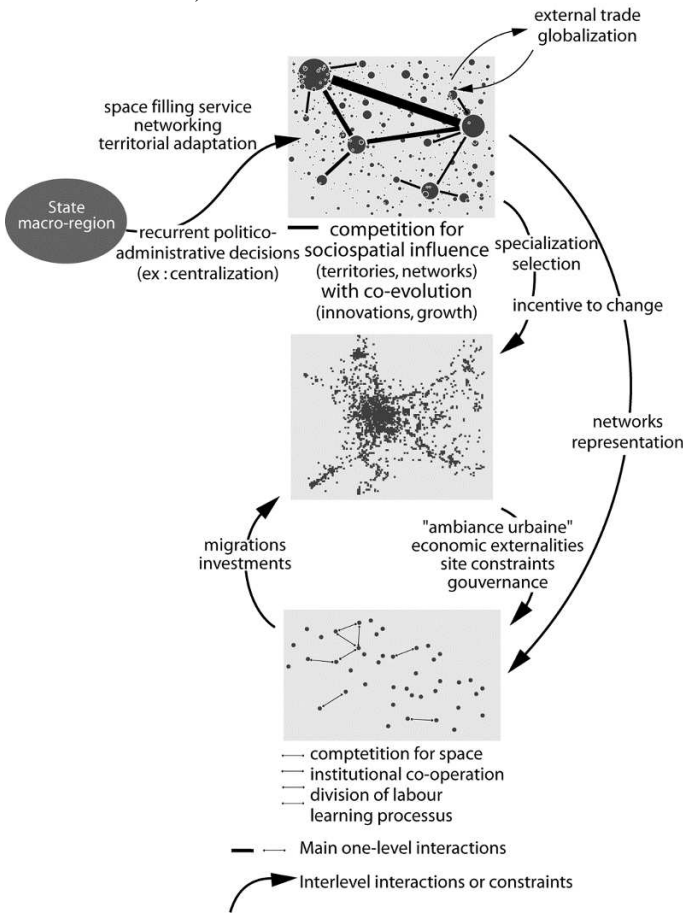 external trade
globalization
space filling service
networking
territorial adaptation
State
macro-region
recurrent politico-
administrative decisions
(ex : centralization)
competition for
sociospatial influence
(territories, networks)
with co-evolution
(innovations, growth)
specialization
selection
incentive to change
networks
representation
migrations
investments
"ambiance urbaine"
economic externalities
site constraints
gouvernance
comptetition for space
institutional co-operation
division of labour
learning processus
Main one-level interactions
Interlevel interactions or constraints